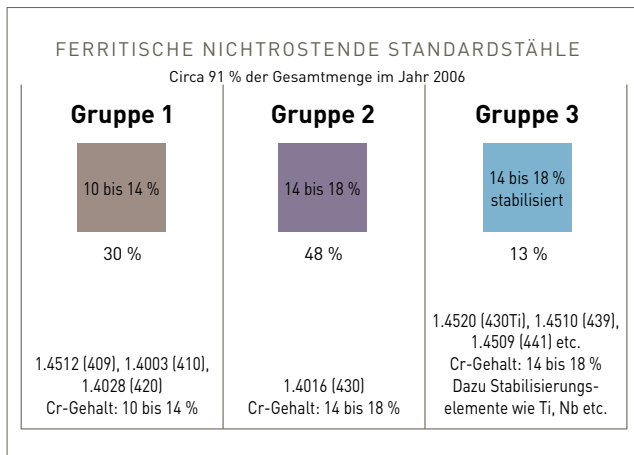 FERRITISCHE NICHTROSTENDE STANDARDSTÄHLE
Circa 91 % der Gesamtmenge im Jahr 2006
Gruppe 1
10 bis 14 %
30 %
1.4512 (409), 1.4003 (410),
1.4028 (420)
Cr-Gehalt: 10 bis 14 %
Gruppe 2
14 bis 18 %
48 %
1.4016 (430)
Cr-Gehalt: 14 bis 18 %
Gruppe 3
14 bis 18 %
stabilisiert
13 %
1.4520 (430Ti), 1.4510 (439),
1.4509 (441) etc.
Cr-Gehalt: 14 bis 18 %
Dazu Stabilisierungs-
elemente wie Ti, Nb etc.